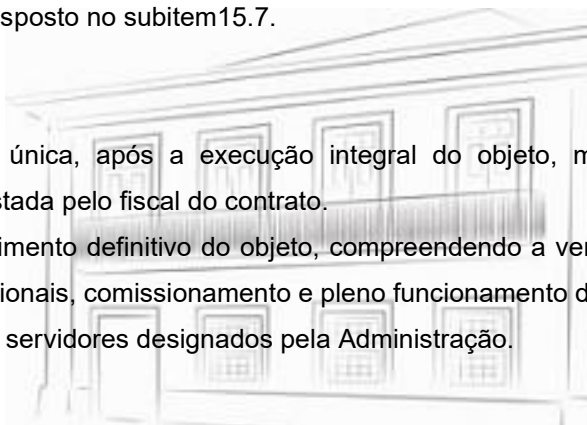 sposto no subitem15.7.
única, após a execução integral do objeto, m
stada pelo fiscal do contrato.
imento definitivo do objeto, compreendendo a ver
ionais, comissionamento e pleno funcionamento d
servidores designados pela Administração.